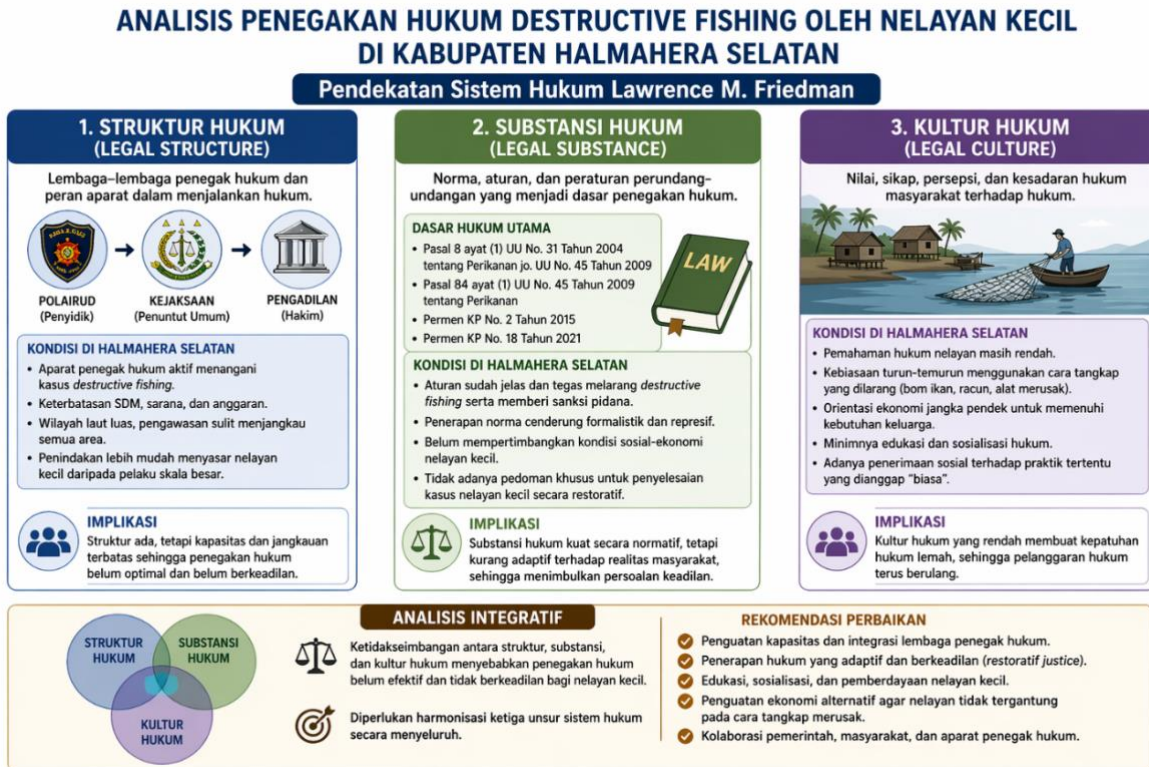 ANALISIS PENEGAKAN HUKUM DESTRUCTIVE FISHING OLEH NELAYAN KECIL
DI KABUPATEN HALMAHERA SELATAN
Pendekatan Sistem Hukum Lawrence M. Friedman
1. STRUKTUR HUKUM
(LEGAL STRUCTURE)
Lembaga-lembaga penegak hukum dan
peran aparat dalam menjalankan hukum.
POLAIRUD
(Penyidik)
KEJAKSAAN
(Penuntut Umum)
PENGADILAN
(Hakim)
KONDISI DI HALMAHERA SELATAN
• Aparat penegak hukum aktif menangani
kasus destructive fishing.
• Keterbatasan SDM, sarana, dan anggaran.
• Wilayah laut luas, pengawasan sulit menjangkau
semua area.
• Penindakan lebih mudah menyasar nelayan
kecil daripada pelaku skala besar.
IMPLIKASI
Struktur ada, tetapi kapasitas dan jangkauan
terbatas sehingga penegakan hukum
belum optimal dan belum berkeadilan.
2. SUBSTANSI HUKUM
(LEGAL SUBSTANCE)
Norma, aturan, dan peraturan perundang-
undangan yang menjadi dasar penegakan hukum.
DASAR HUKUM UTAMA
• Pasal 8 ayat (1) UU No. 31 Tahun 2004
tentang Perikanan jo. UU No. 45 Tahun 2009
• Pasal 84 ayat (1) UU No. 45 Tahun 2009
tentang Perikanan
• Permen KP No. 2 Tahun 2015
• Permen KP No. 18 Tahun 2021
LAW
KONDISI DI HALMAHERA SELATAN
• Aturan sudah jelas dan tegas melarang destructive
fishing serta memberi sanksi pidana.
• Penerapan norma cenderung formalistik dan represif.
• Belum mempertimbangkan kondisi sosial-ekonomi
nelayan kecil.
• Tidak adanya pedoman khusus untuk penyelesaian
kasus nelayan kecil secara restoratif.
IMPLIKASI
Substansi hukum kuat secara normatif, tetapi
kurang adaptif terhadap realitas masyarakat,
sehingga menimbulkan persoalan keadilan.
3. KULTUR HUKUM
(LEGAL CULTURE)
Nilai, sikap, persepsi, dan kesadaran hukum
masyarakat terhadap hukum.
KONDISI DI HALMAHERA SELATAN
• Pemahaman hukum nelayan masih rendah.
• Kebiasaan turun-temurun menggunakan cara tangkap
yang dilarang (bom ikan, racun, alat merusak).
• Orientasi ekonomi jangka pendek untuk memenuhi
kebutuhan keluarga.
• Minimnya edukasi dan sosialisasi hukum.
• Adanya penerimaan sosial terhadap praktik tertentu
yang dianggap “biasa”.
IMPLIKASI
Kultur hukum yang rendah membuat kepatuhan
hukum lemah, sehingga pelanggaran hukum
terus berulang.
STRUKTUR
HUKUM
SUBSTANSI
HUKUM
KULTUR
HUKUM
ANALISIS INTEGRATIF
Ketidakseimbangan antara struktur, substansi,
dan kultur hukum menyebabkan penegakan hukum
belum efektif dan tidak berkeadilan bagi nelayan kecil.
Diperlukan harmonisasi ketiga unsur sistem hukum
secara menyeluruh.
REKOMENDASI PERBAIKAN
Penguatan kapasitas dan integrasi lembaga penegak hukum.
Penerapan hukum yang adaptif dan berkeadilan (restoratif justice).
Edukasi, sosialisasi, dan pemberdayaan nelayan kecil.
Penguatan ekonomi alternatif agar nelayan tidak tergantung
pada cara tangkap merusak.
Kolaborasi pemerintah, masyarakat, dan aparat penegak hukum.